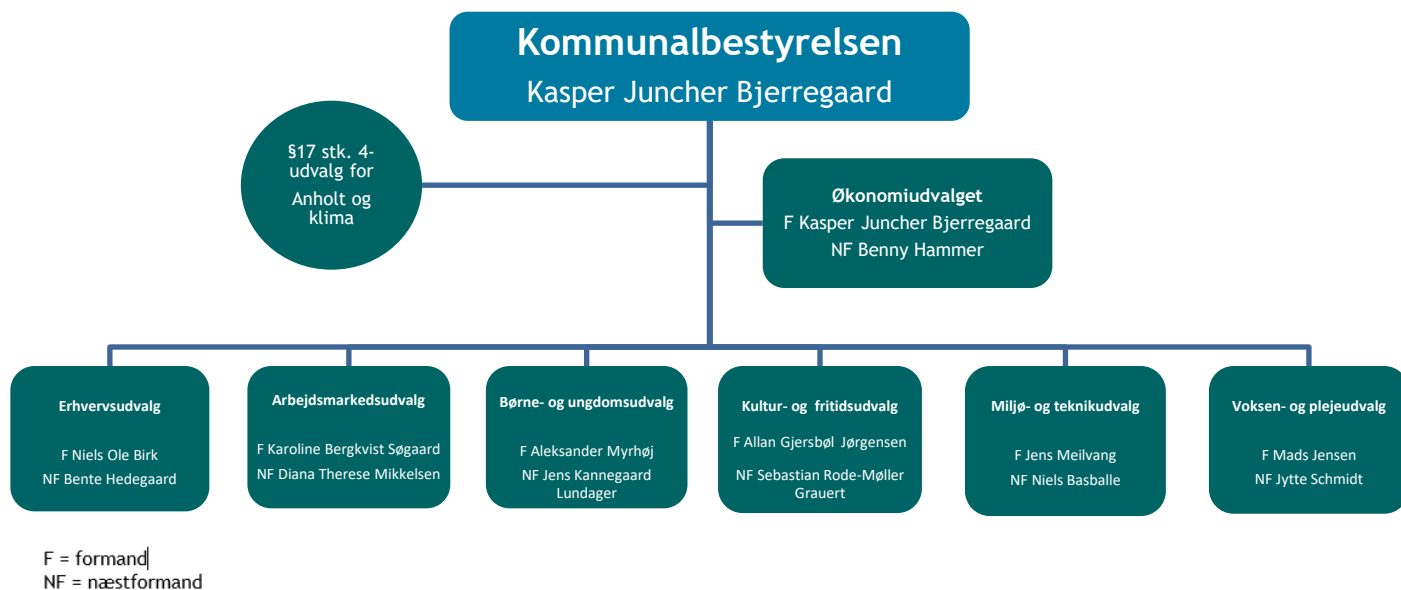 Kommunalbestyrelsen
Kasper Juncher Bjerregaard
§17 stk. 4-
udvalg for
Anholt og
klima
Økonomiudvalget
F Kasper Juncher Bjerregaard
NF Benny Hammer
Erhvervsudvalg
F Niels Ole Birk
NF Bente Hedegaard
Arbejdsmarkedsudvalg
F Karoline Bergkvist Søgaard
NF Diana Therese Mikkelsen
Børne- og ungdomsudvalg
F Aleksander Myrhøj
NF Jens Kannegaard
Lundager
Kultur- og fritidsudvalg
F Allan Gjersbøl Jørgensen
NF Sebastian Rode-Møller
Grauert
Miljø- og teknikudvalg
F Jens Meilvang
NF Niels Basballe
Voksen- og plejeudvalg
F Mads Jensen
NF Jytte Schmidt
F = formand
NF = næstformand